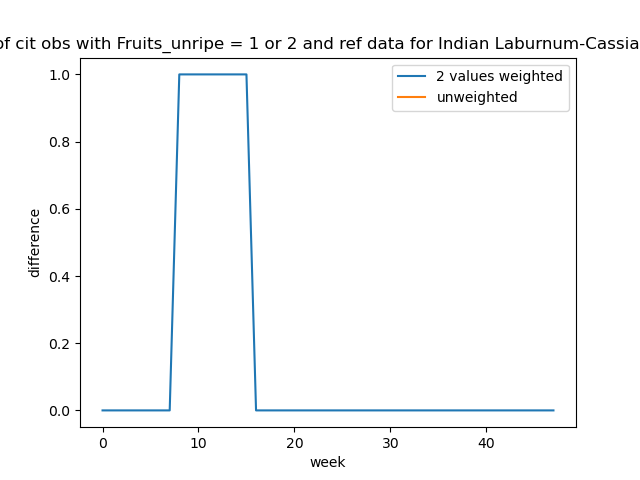 of cit obs with Fruits_unripe = 1 or 2 and ref data for Indian Laburnum-Cassia
2 values weighted
unweighted
1.0
0.8
0.6
0.4
0.2
0.0
difference
0 10 20 30 40
week